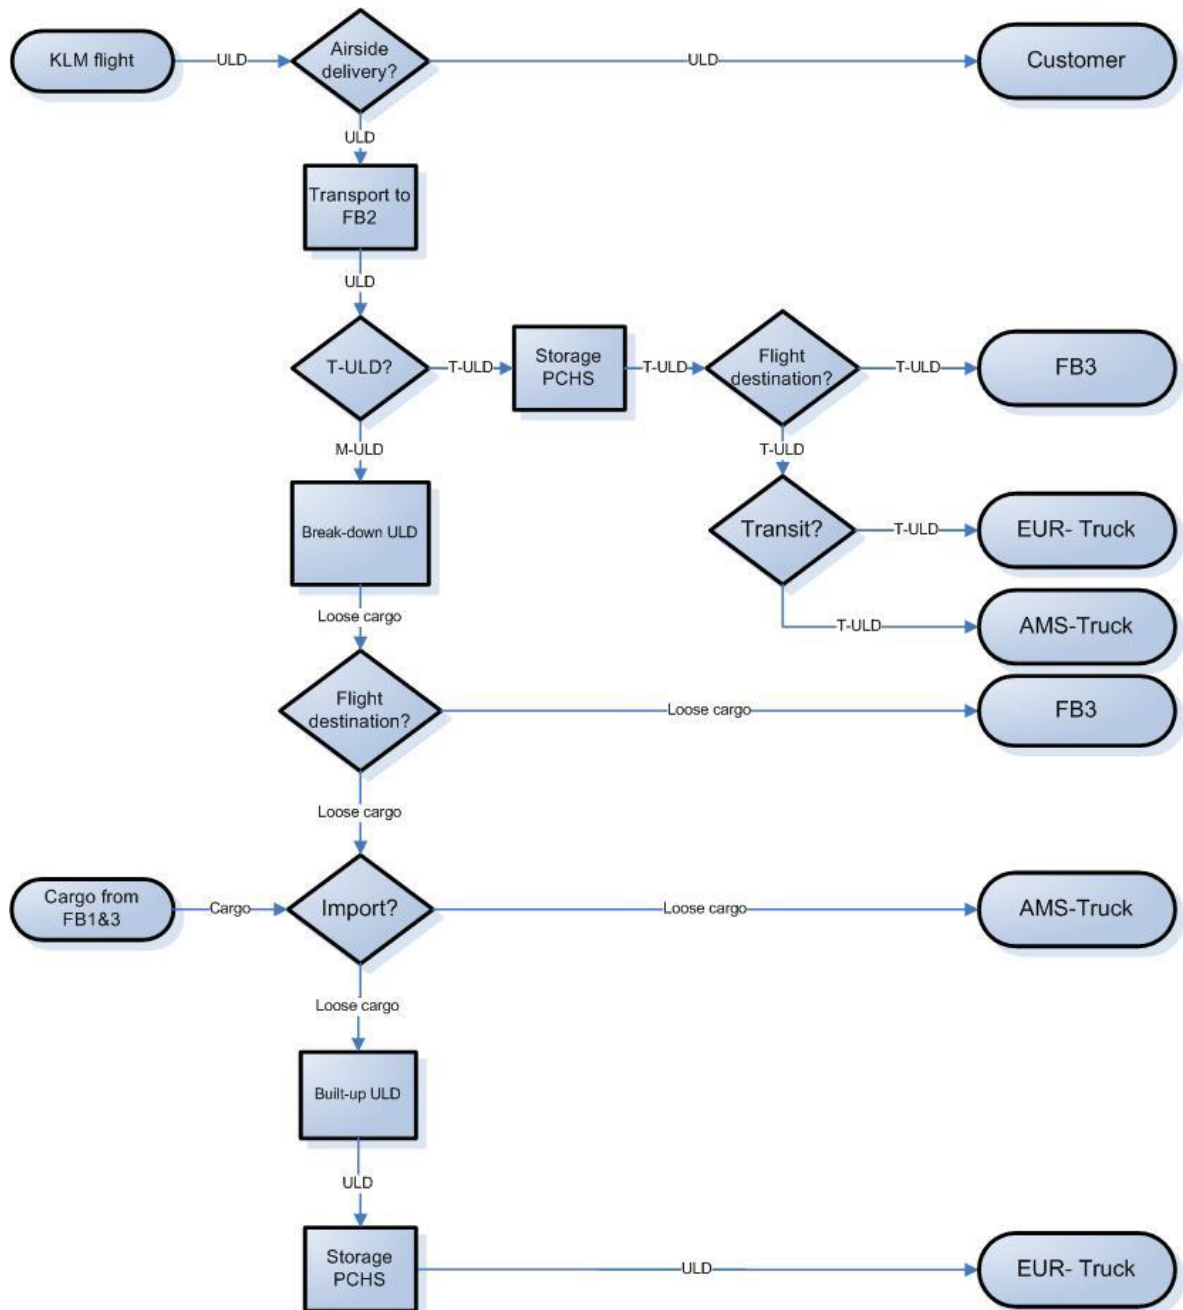 KLM flight
ULD
Airside
delivery?
ULD
Customer
ULD
Transport to
FB2
ULD
T-ULD?
T-ULD
Storage
PCHS
T-ULD
Flight
destination?
T-ULD
FB3
M-ULD
T-ULD
Break-down ULD
Transit?
T-ULD
EUR- Truck
T-ULD
AMS-Truck
Loose cargo
Flight
destination?
Loose cargo
FB3
Loose cargo
Cargo from
FB1&3
Cargo
Import?
Loose cargo
AMS-Truck
Loose cargo
Built-up ULD
ULD
Storage
PCHS
ULD
EUR- Truck